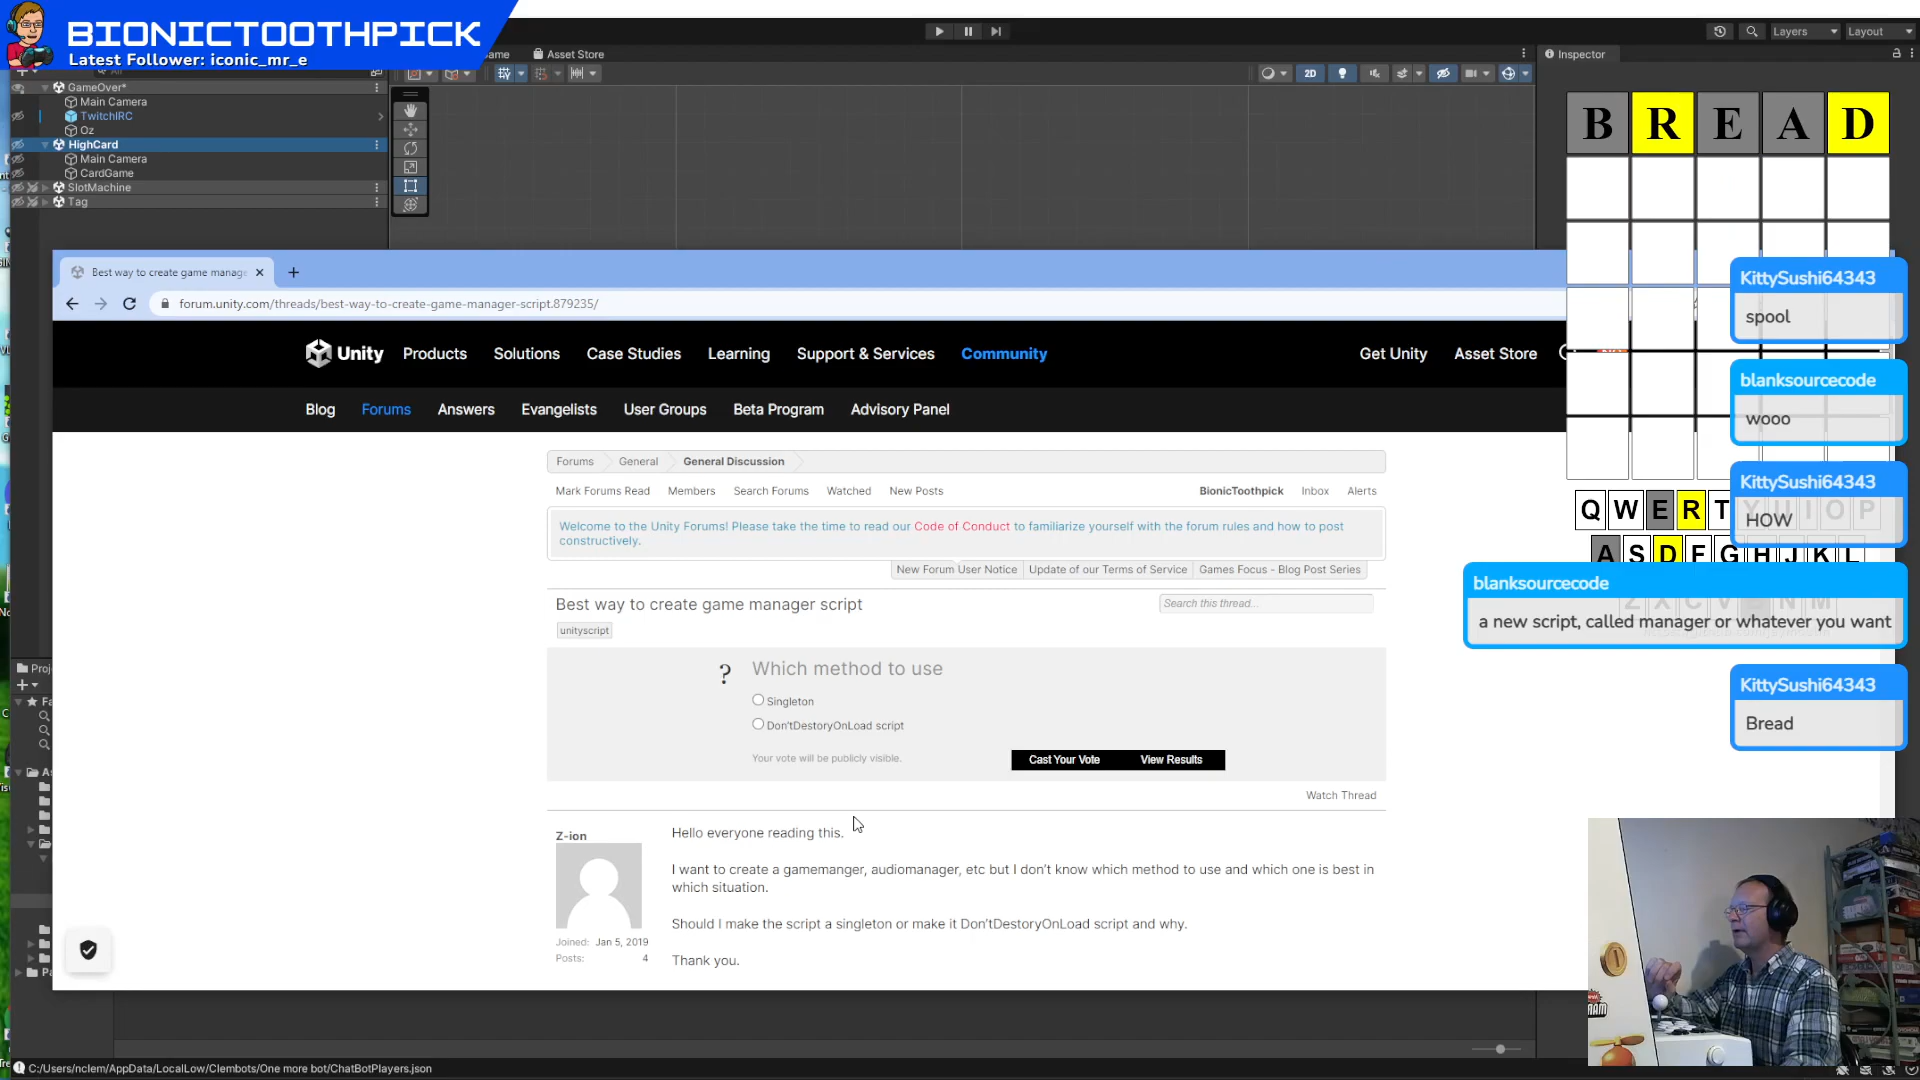 BIONICTOOTHPICK
Latest Follower: iconic_mr_e
Asset Store
Layers
Layout
Inspector
2D
GameOver*
Main Camera
TwitchIRC
Oz
HighCard
Main Camera
CardGame
SlotMachine
Tag
B R E A D
Best way to create game manage
forum.unity.com/threads/best-way-to-create-game-manager-script.879235/
Unity
Products
Solutions
Case Studies
Learning
Support & Services
Community
Get Unity
Asset Store
Blog
Forums
Answers
Evangelists
User Groups
Beta Program
Advisory Panel
Forums
General
General Discussion
Mark Forums Read
Members
Search Forums
Watched
New Posts
BionicToothpick
Inbox
Alerts
Welcome to the Unity Forums! Please take the time to read our Code of Conduct to familiarize yourself with the forum rules and how to post
constructively.
New Forum User Notice
Update of our Terms of Service
Games Focus - Blog Post Series
Best way to create game manager script
Search this thread...
unityscript
? Which method to use
Singleton
Don'tDestoryOnLoad script
Your vote will be publicly visible.
Cast Your Vote
View Results
Watch Thread
Z-ion
Joined: Jan 5, 2019
Posts: 4
Hello everyone reading this.
I want to create a gamemanger, audiomanager, etc but I don't know which method to use and which one is best in
which situation.
Should I make the script a singleton or make it Don'tDestoryOnLoad script and why.
Thank you.
KittySushi64343
spool
blanksourcecode
wooo
KittySushi64343
HOW
Q W E R T Y U I O P
A S D F G H J K L
Z X C V B N M
blanksourcecode
a new script, called manager or whatever you want
KittySushi64343
Bread
C:/Users/nclem/AppData/LocalLow/Clembots/One more bot/ChatBotPlayers.json